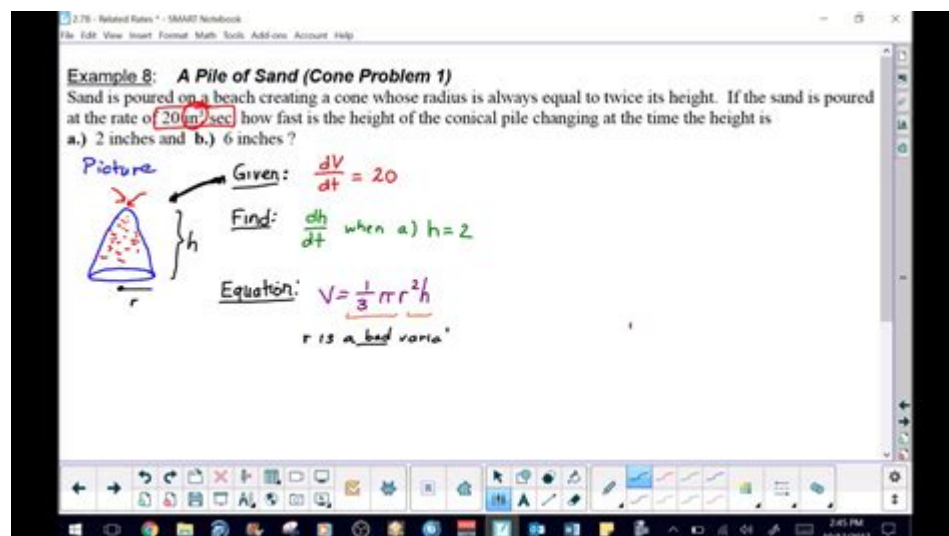 2.7B - Related Rates * - SMART Notebook
File Edit View Insert Format Math Tools Add-ons Account Help
Example 8: A Pile of Sand (Cone Problem 1)
Sand is poured on a beach creating a cone whose radius is always equal to twice its height. If the sand is poured
at the rate of 20 in³/sec how fast is the height of the conical pile changing at the time the height is
a.) 2 inches and b.) 6 inches ?
Picture
Given: dV/dt = 20
h
r
Find: dh/dt when a) h=2
Equation: V= 1/3 π r²h
r is a bad varia
2:45 PM